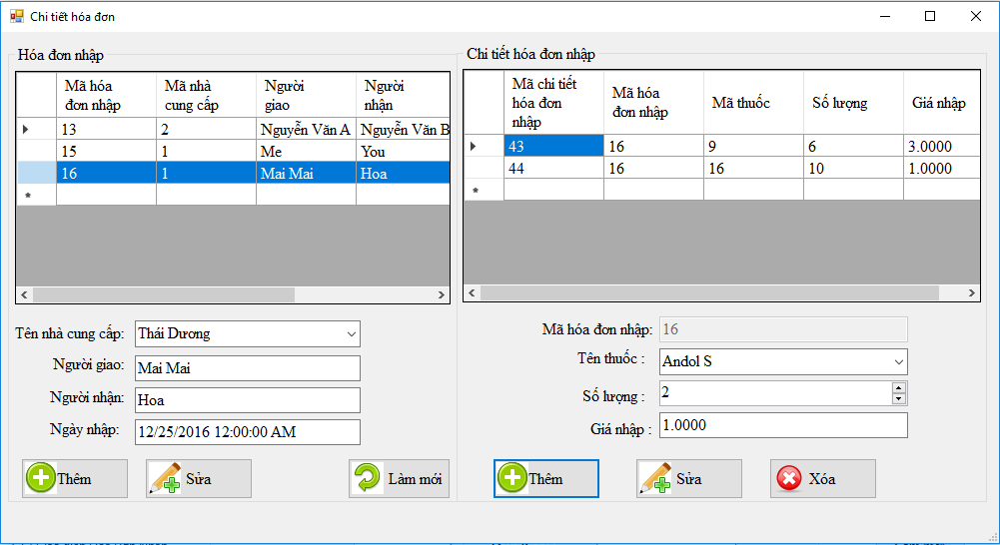 Chi tiết hóa đơn
Hóa đơn nhập
Mã hóa đơn nhập Mã nhà cung cấp Người giao Người nhận
13 2 Nguyễn Văn A Nguyễn Văn B
15 1 Me You
16 1 Mai Mai Hoa
Tên nhà cung cấp: Thái Dương
Người giao: Mai Mai
Người nhận: Hoa
Ngày nhập: 12/25/2016 12:00:00 AM
Thêm Sửa Làm mới
Chi tiết hóa đơn nhập
Mã chi tiết hóa đơn nhập Mã hóa đơn nhập Mã thuốc Số lượng Giá nhập
43 16 9 6 3.0000
44 16 16 10 1.0000
Mã hóa đơn nhập: 16
Tên thuốc : Andol S
Số lượng : 2
Giá nhập : 1.0000
Thêm Sửa Xóa